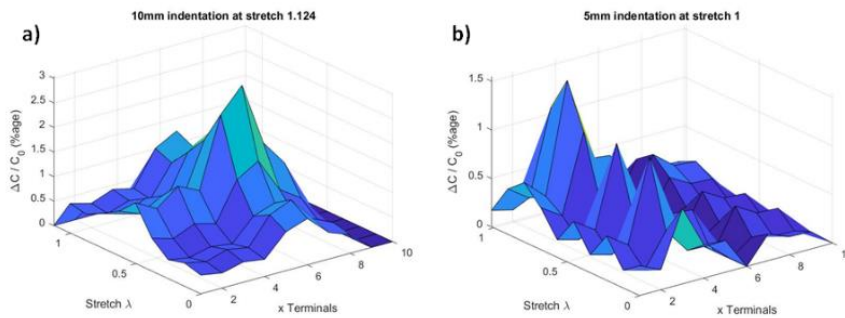 10mm indentation at stretch 1.124
a)
3
2.5
2
1.5
1
0.5
0
Δ C / C0 (%age)
1
0.5
0
Stretch λ
2
4
6
8
10
x Terminals
5mm indentation at stretch 1
b)
1.5
1
0.5
0
Δ C / C0 (%age)
1
0.5
0
Stretch λ
2
4
6
8
1
x Terminals